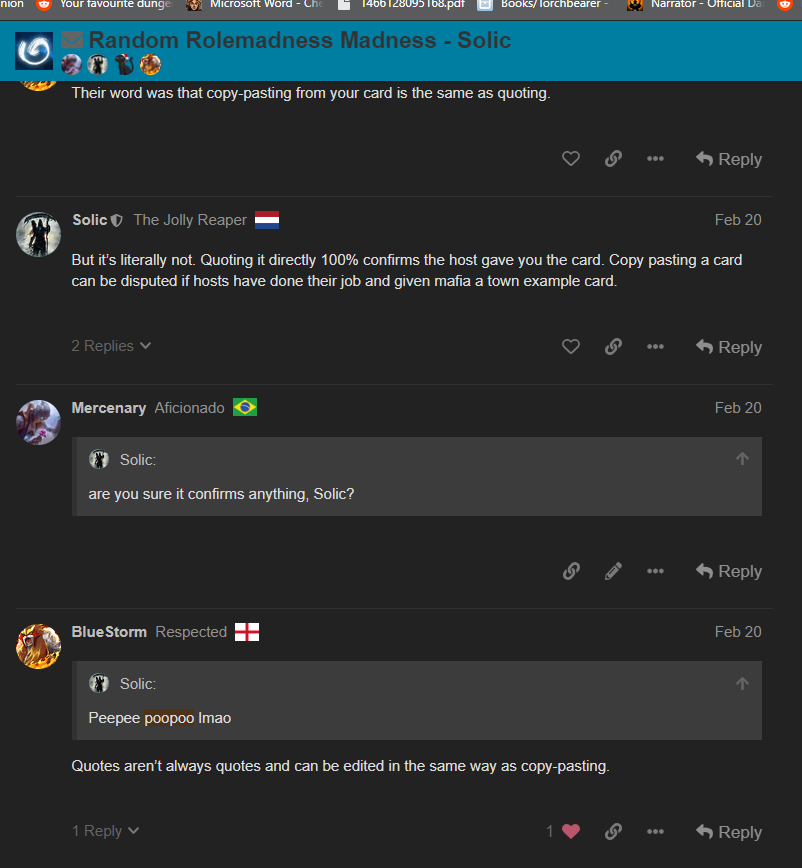 nion
Your favourite dunge
Microsoft Word - Che
1466128095168.pdf
Books/Torchbearer -
Narrator - Official Da
Random Rolemadness Madness - Solic
Their word was that copy-pasting from your card is the same as quoting.
Reply
Solic The Jolly Reaper Feb 20
But it’s literally not. Quoting it directly 100% confirms the host gave you the card. Copy pasting a card
can be disputed if hosts have done their job and given mafia a town example card.
2 Replies Reply
Mercenary Aficionado Feb 20
Solic:
are you sure it confirms anything, Solic?
Reply
BlueStorm Respected Feb 20
Solic:
Peepee poopoo lmao
Quotes aren’t always quotes and can be edited in the same way as copy-pasting.
1 Reply 1 Reply